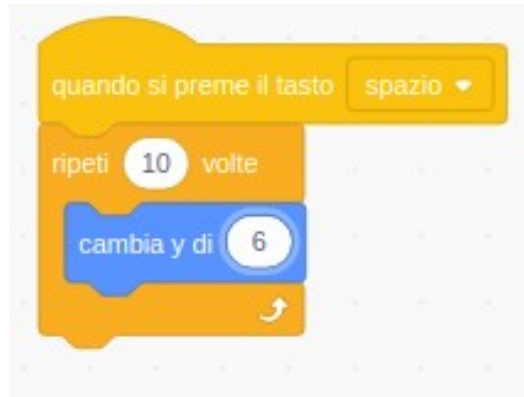 quando si preme il tasto spazio
ripeti 10 volte
cambia y di 6